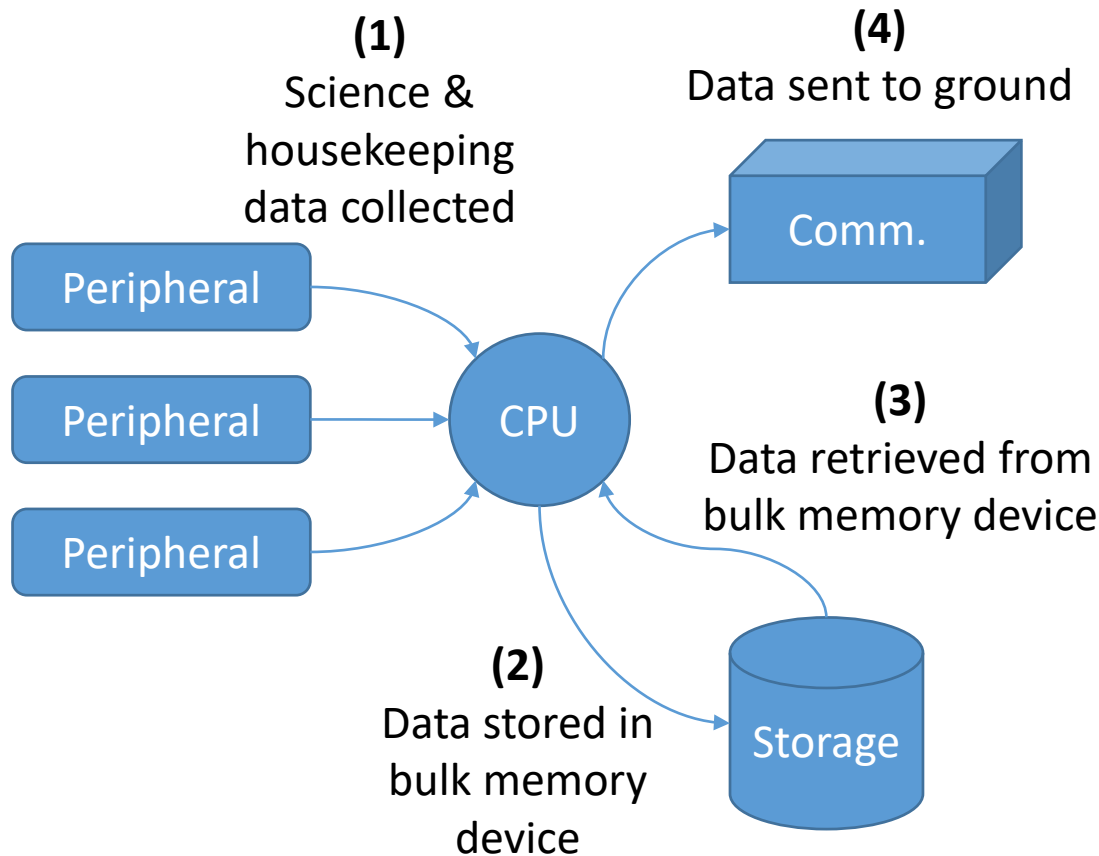 (1)
Science &
housekeeping
data collected
(4)
Data sent to ground
Comm.
Peripheral
Peripheral
Peripheral
CPU
(3)
Data retrieved from
bulk memory device
(2)
Data stored in
bulk memory
device
Storage